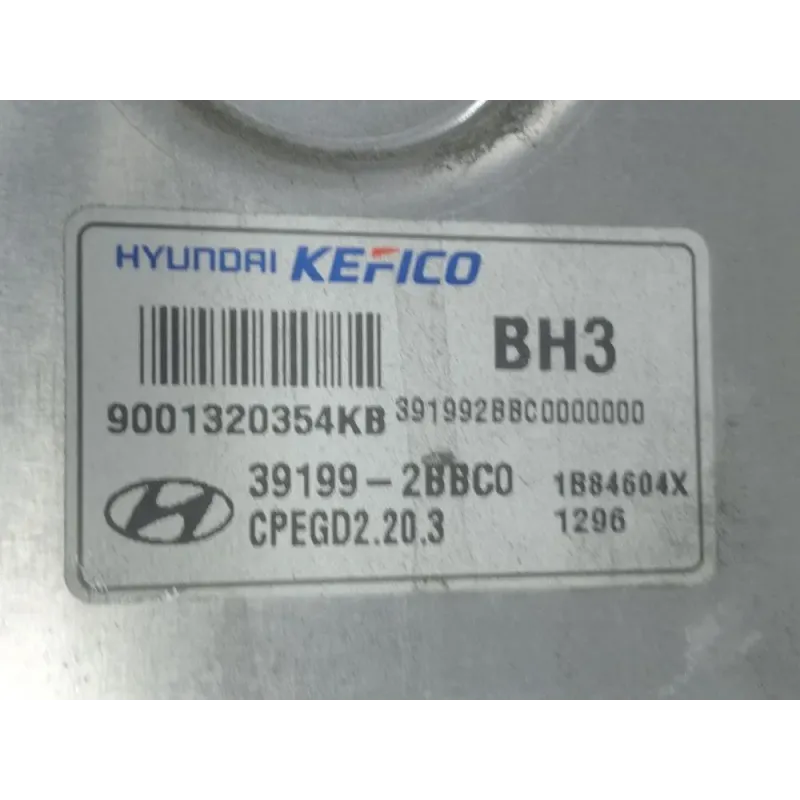 HYUNDAI KEFICO
BH3
9001320354KB 391992BBC0000000
39199-2BBC0 1B84604X
CPEGD2.20.3 1296